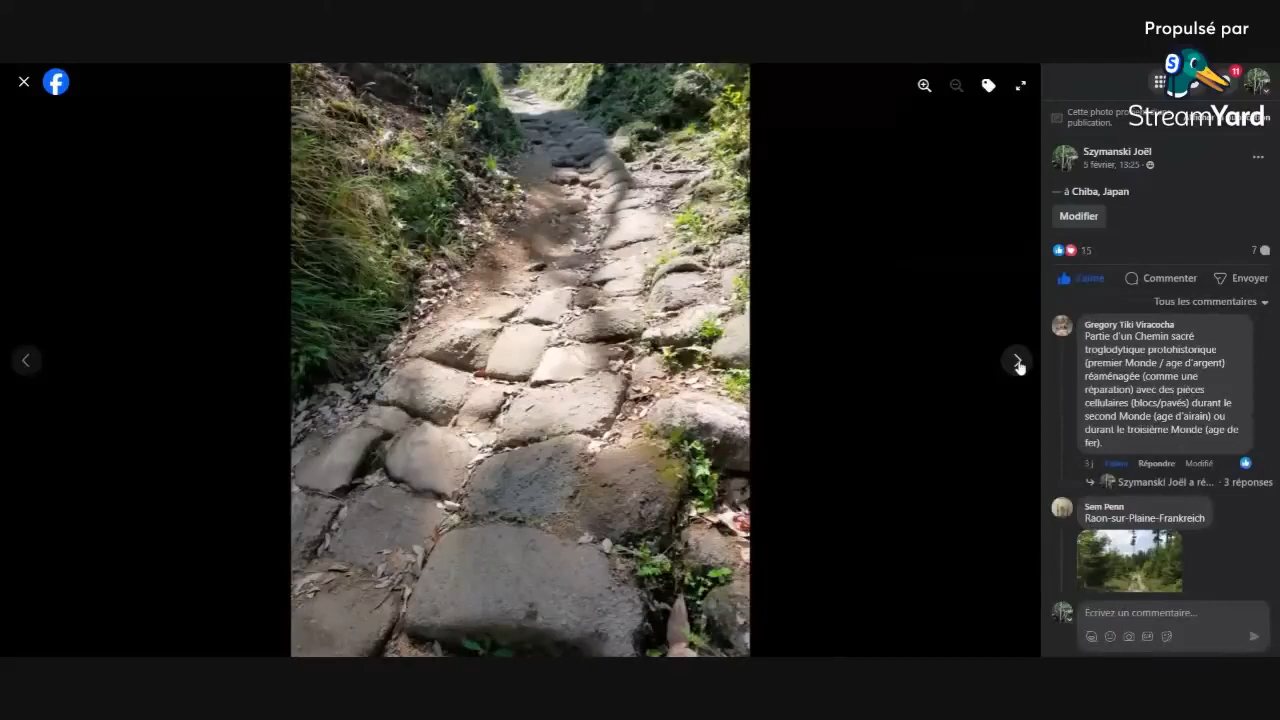 Propulsé par
StreamYard
11
Cette photo
publication.
Szymanski Joël
5 février, 13:25 ·
— à Chiba, Japan
Modifier
15
7
J'aime
Commenter
Envoyer
Tous les commentaires
Gregory Tiki Viracocha
Partie d'un Chemin sacré
troglodytique protohistorique
(premier Monde / age d'argent)
réaménagée (comme une
réparation) avec des pièces
cellulaires (blocs/pavés) durant le
second Monde (age d'airain) ou
durant le troisième Monde (age de
fer).
3 j
J'aime
Répondre
Modifié
Szymanski Joël a ré... · 3 réponses
Sem Penn
Raon-sur-Plaine-Frankreich
Écrivez un commentaire...